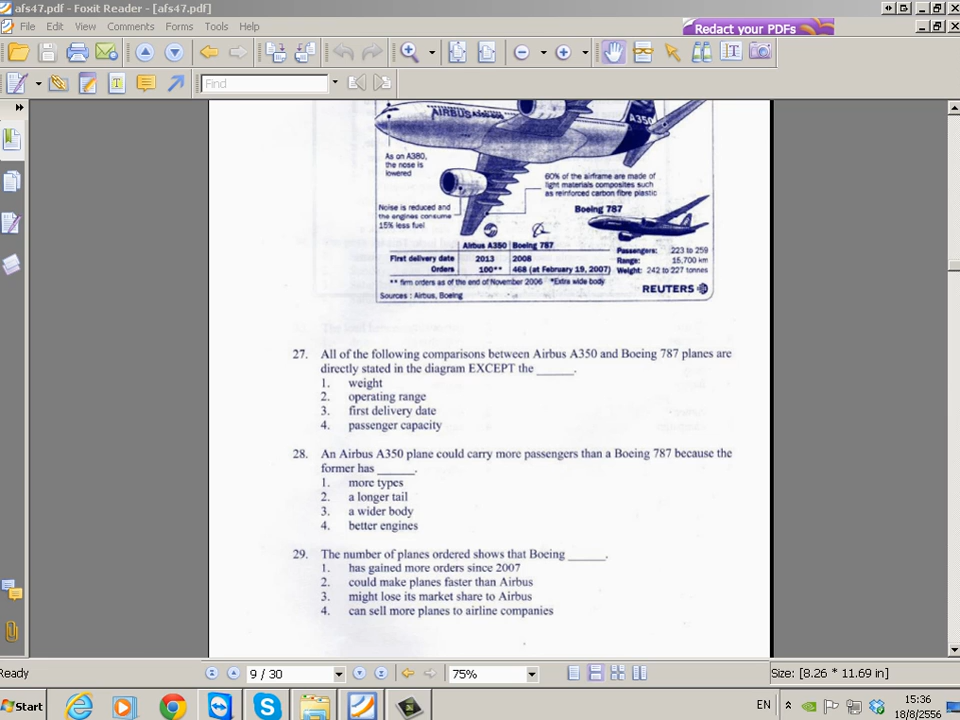 afs47.pdf - Foxit Reader - [afs47.pdf]
File Edit View Comments Forms Tools Help
Redact your PDFs
Find
AIRBUS
A350
As on A380,
the nose is
lowered
60% of the airframe are made of
light materials composites such
as reinforced carbon fibre plastic
Noise is reduced and
the engines consume
15% less fuel
Boeing 787
Airbus A350 Boeing 787
First delivery date 2013 2008
Orders 100** 468 (at February 19, 2007)
Passengers: 223 to 259
Range: 15,700 km
Weight: 242 to 227 tonnes
** firm orders as of the end of November 2006 *Extra wide body
Sources : Airbus, Boeing
REUTERS
27. All of the following comparisons between Airbus A350 and Boeing 787 planes are
directly stated in the diagram EXCEPT the ______.
1. weight
2. operating range
3. first delivery date
4. passenger capacity
28. An Airbus A350 plane could carry more passengers than a Boeing 787 because the
former has ______.
1. more types
2. a longer tail
3. a wider body
4. better engines
29. The number of planes ordered shows that Boeing ______.
1. has gained more orders since 2007
2. could make planes faster than Airbus
3. might lose its market share to Airbus
4. can sell more planes to airline companies
Ready
9 / 30
75%
Size: [8.26 * 11.69 in]
Start
EN
15:36
18/8/2556